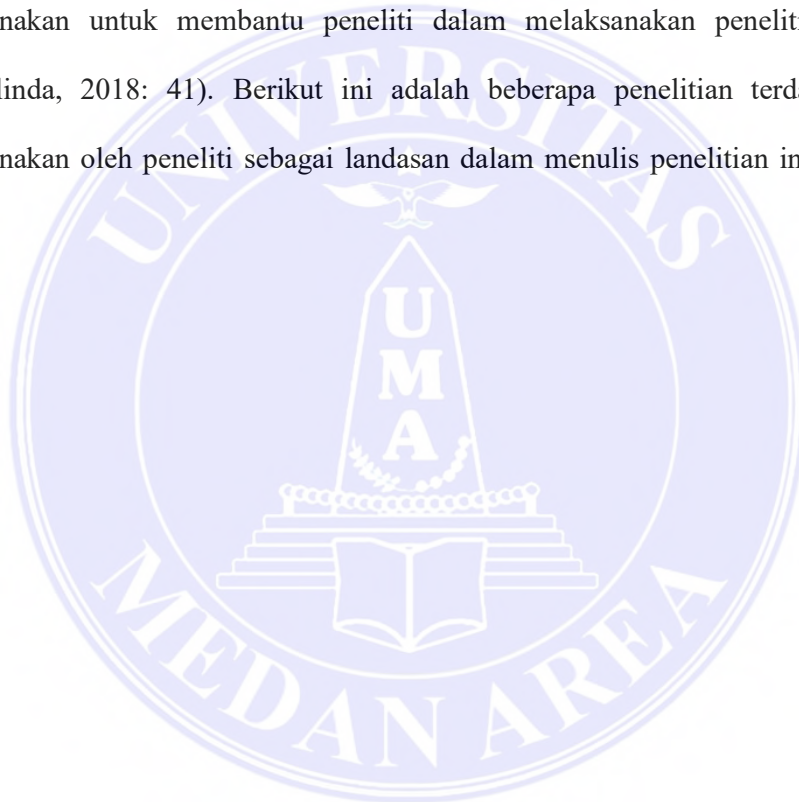 nakan untuk membantu peneliti dalam melaksanakan peneliti
linda, 2018: 41). Berikut ini adalah beberapa penelitian terda
nakan oleh peneliti sebagai landasan dalam menulis penelitian in
UNIVERSITAS
U
M
A
MEDAN AREA